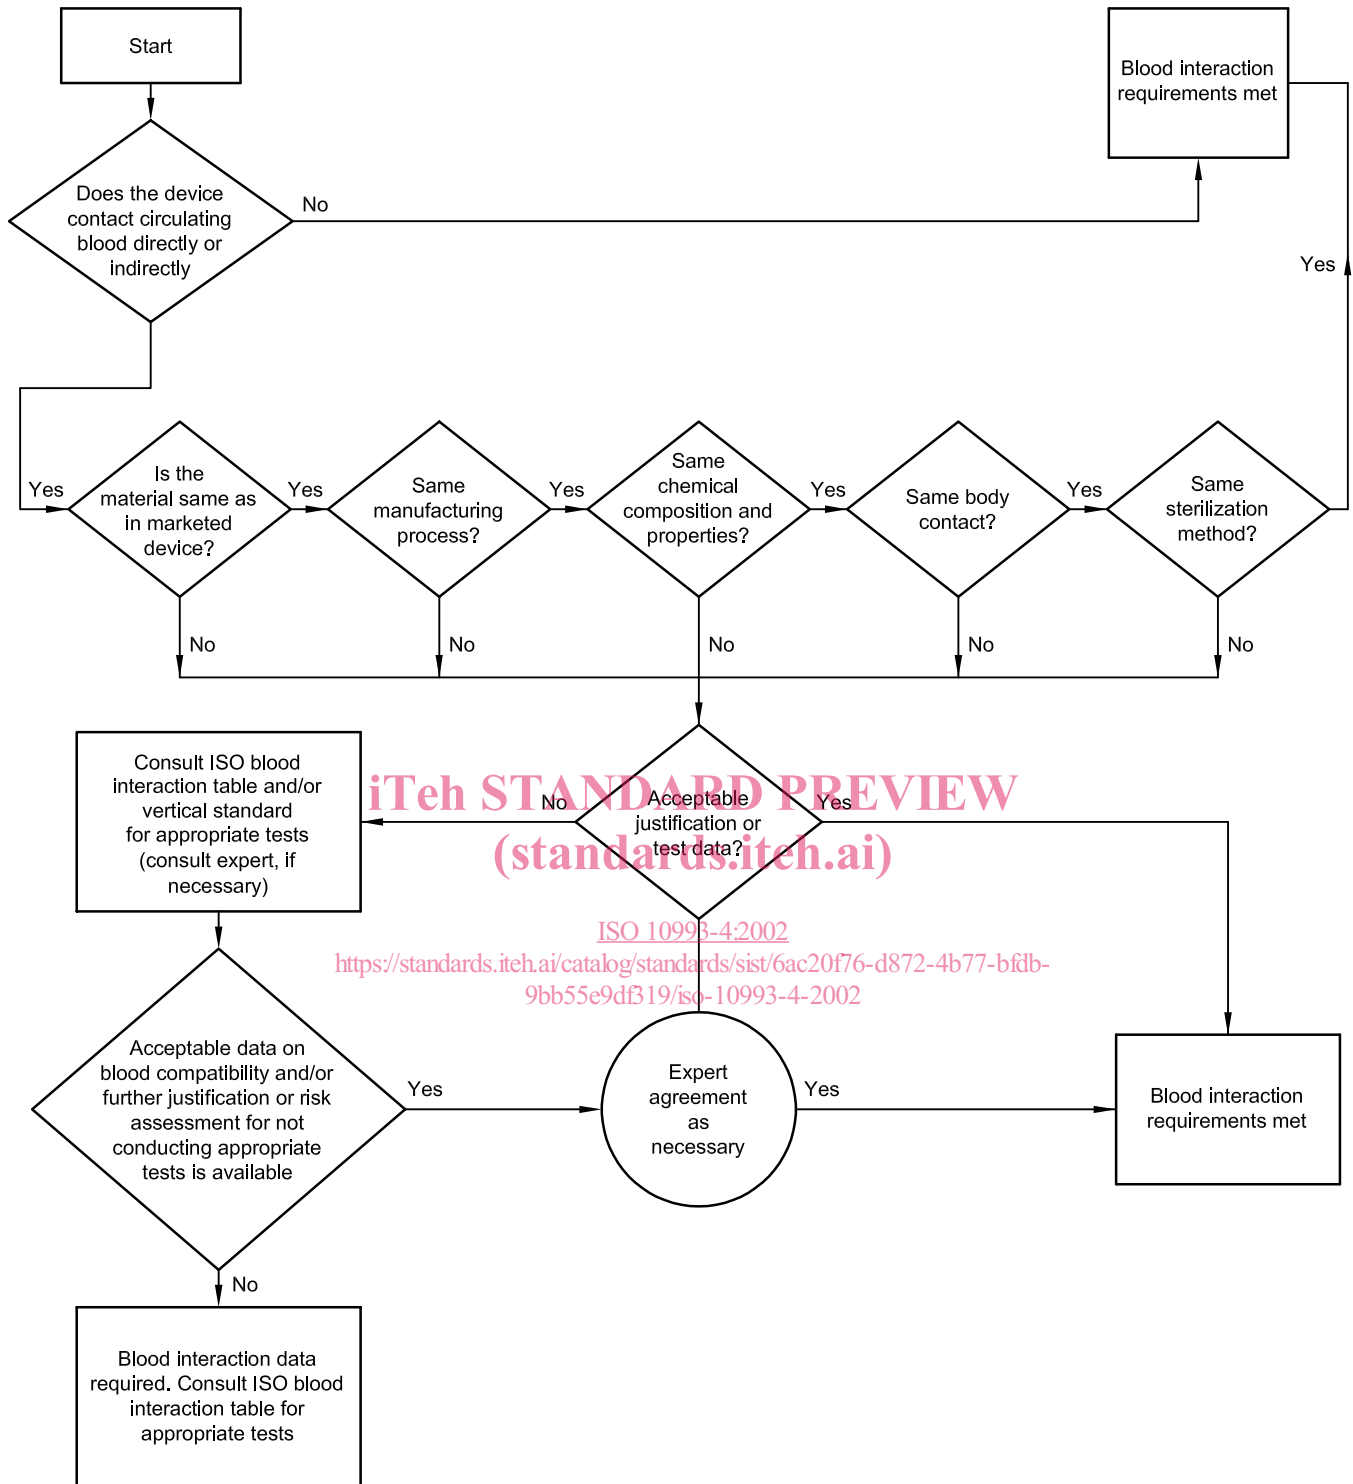 Start
Blood interaction
requirements met
Does the device
contact circulating
blood directly or
indirectly
No
Yes
Yes
Is the
material same as
in marketed
device?
Yes
Same
manufacturing
process?
Yes
Same
chemical
composition and
properties?
Yes
Same body
contact?
Yes
Same
sterilization
method?
No
No
No
No
No
Consult ISO blood
interaction table and/or
vertical standard
for appropriate tests
(consult expert, if
necessary)
No
Acceptable
justification or
test data?
Yes
iTeh STANDARD PREVIEW
(standards.iteh.ai)
ISO 10993-4:2002
https://standards.iteh.ai/catalog/standards/sist/6ac20f76-d872-4b77-bfdb-
9bb55e9df319/iso-10993-4-2002
Acceptable data on
blood compatibility and/or
further justification or risk
assessment for not
conducting appropriate
tests is available
Yes
Expert
agreement
as
necessary
Yes
Blood interaction
requirements met
No
Blood interaction data
required. Consult ISO blood
interaction table for
appropriate tests